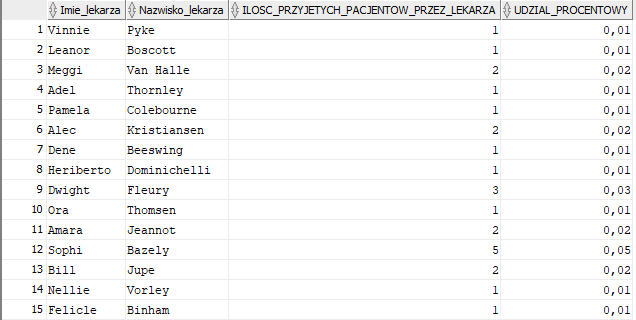 Imie_lekarza Nazwisko_lekarza ILOSC_PRZYJETYCH_PACJENTOW_PRZEZ_LEKARZA UDZIAL_PROCENTOWY
1 Vinnie Pyke 1 0,01
2 Leanor Boscott 1 0,01
3 Meggi Van Halle 2 0,02
4 Adel Thornley 1 0,01
5 Pamela Colebourne 1 0,01
6 Alec Kristiansen 2 0,02
7 Dene Beeswing 1 0,01
8 Heriberto Dominichelli 1 0,01
9 Dwight Fleury 3 0,03
10 Ora Thomsen 1 0,01
11 Amara Jeannot 2 0,02
12 Sophi Bazely 5 0,05
13 Bill Jupe 2 0,02
14 Nellie Vorley 1 0,01
15 Felicle Binham 1 0,01